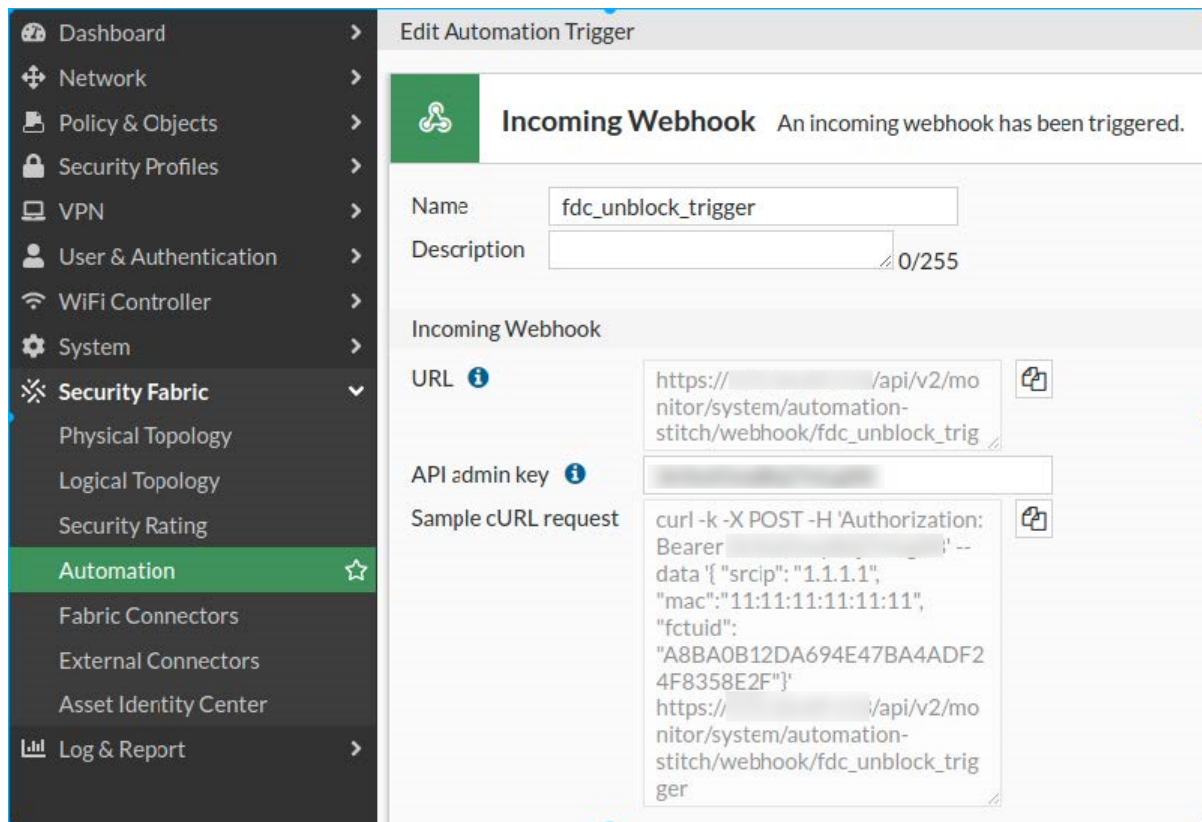 Dashboard
Network
Policy & Objects
Security Profiles
VPN
User & Authentication
WiFi Controller
System
Security Fabric
Physical Topology
Logical Topology
Security Rating
Automation
Fabric Connectors
External Connectors
Asset Identity Center
Log & Report
Edit Automation Trigger
Incoming Webhook An incoming webhook has been triggered.
Name fdc_unblock_trigger
Description 0/255
Incoming Webhook
URL https:// /api/v2/mo
nitor/system/automation-
stitch/webhook/fdc_unblock_trig
API admin key
Sample cURL request curl -k -X POST -H 'Authorization:
Bearer ' --
data '{ "srcip": "1.1.1.1",
"mac":"11:11:11:11:11:11",
"fctuid":
"A8BA0B12DA694E47BA4ADF2
4F8358E2F"}'
https:// /api/v2/mo
nitor/system/automation-
stitch/webhook/fdc_unblock_trig
ger